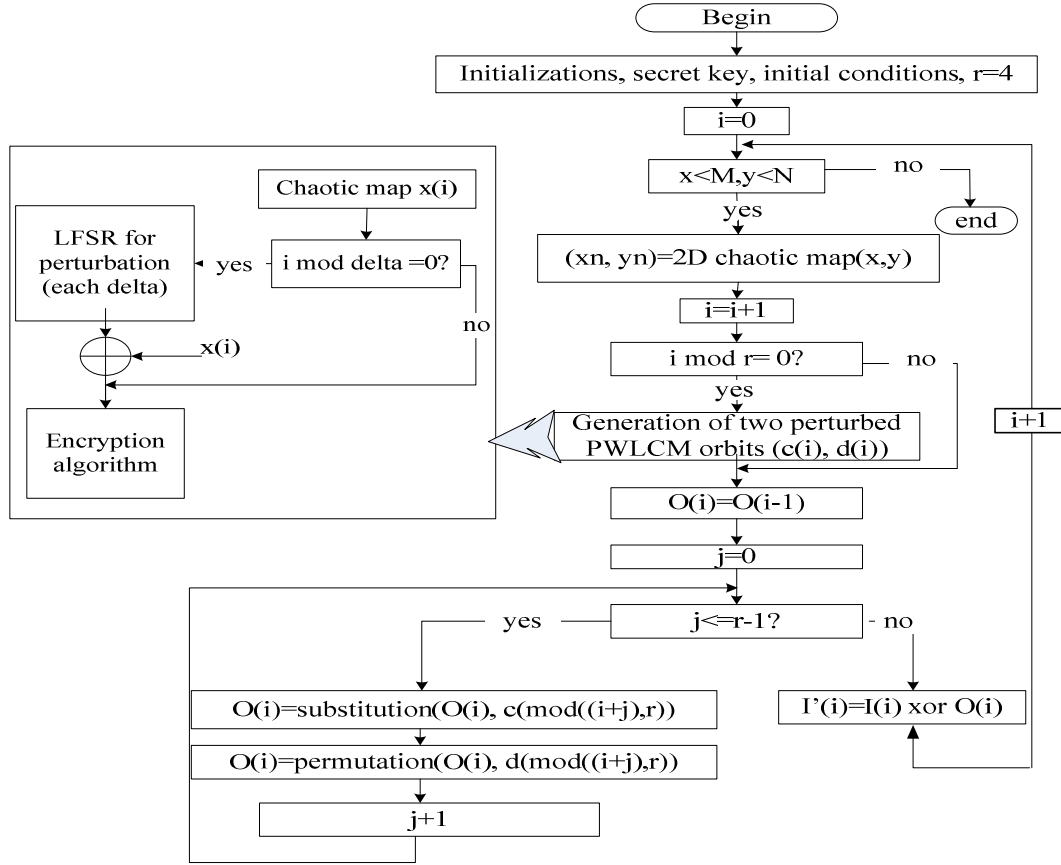 Begin
Initializations, secret key, initial conditions, r=4
i=0
x<M,y<N
no
end
yes
(xn, yn)=2D chaotic map(x,y)
i=i+1
i mod r= 0?
no
yes
Generation of two perturbed
PWLCM orbits (c(i), d(i))
i+1
O(i)=O(i-1)
j=0
j<=r-1?
yes
no
O(i)=substitution(O(i), c(mod((i+j),r))
I’(i)=I(i) xor O(i)
O(i)=permutation(O(i), d(mod((i+j),r))
j+1
Chaotic map x(i)
LFSR for
perturbation
(each delta)
yes
i mod delta =0?
no
x(i)
Encryption
algorithm